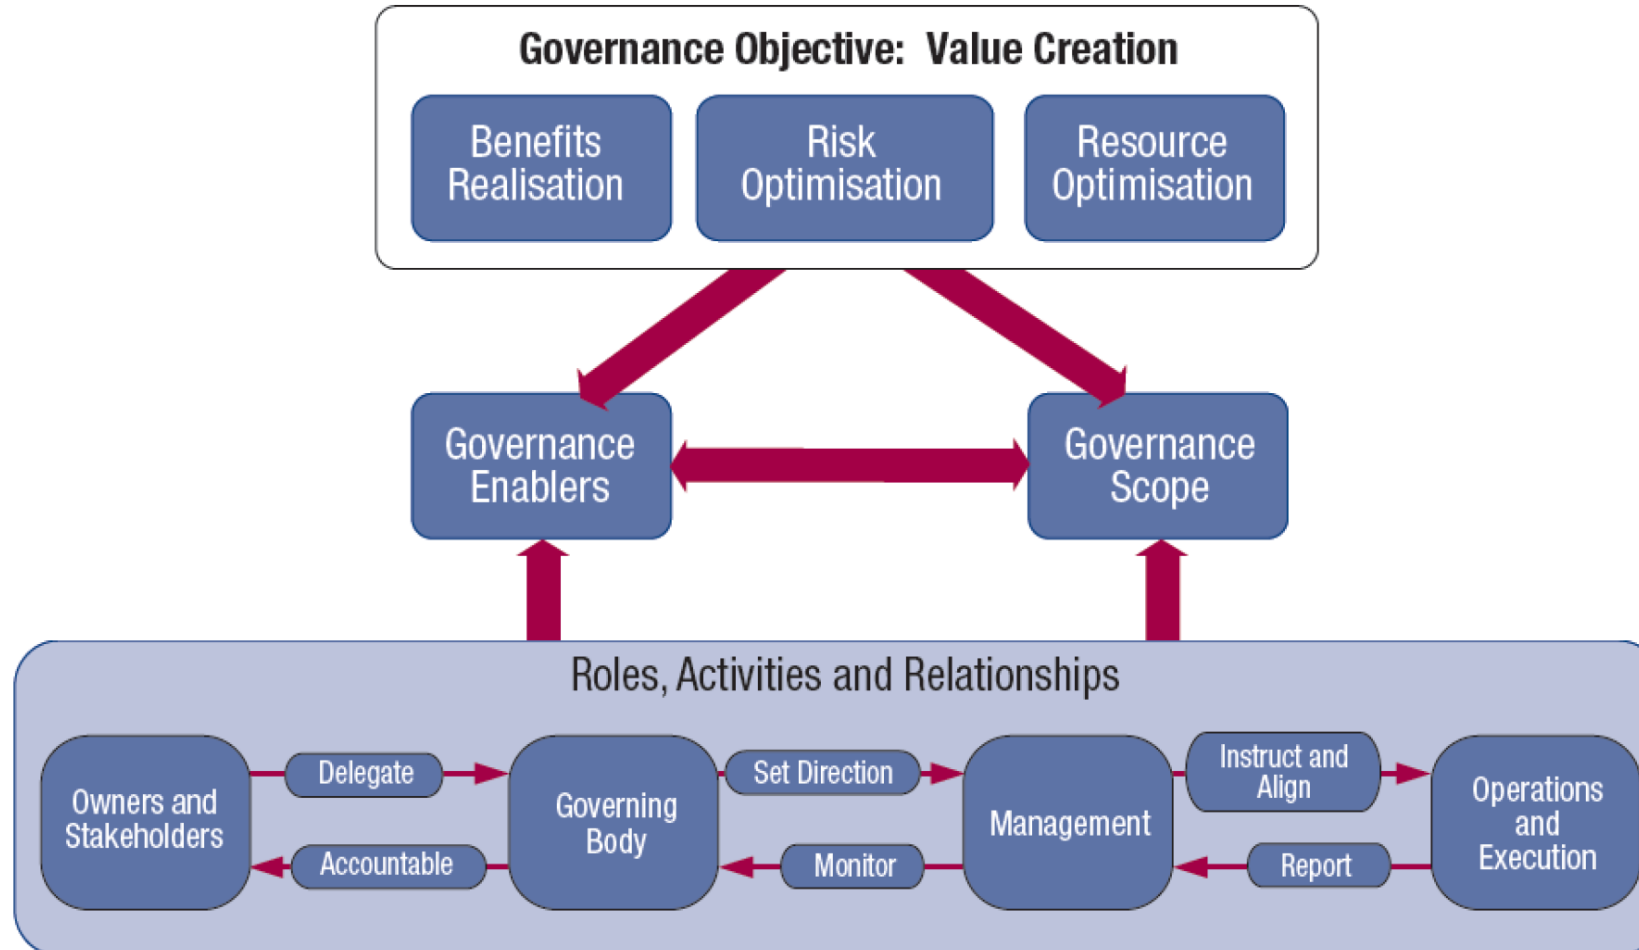 Governance Objective: Value Creation
Benefits
Realisation
Risk
Optimisation
Resource
Optimisation
Governance
Enablers
Governance
Scope
Roles, Activities and Relationships
Owners and
Stakeholders
Delegate
Accountable
Governing
Body
Set Direction
Monitor
Management
Instruct and
Align
Report
Operations
and
Execution